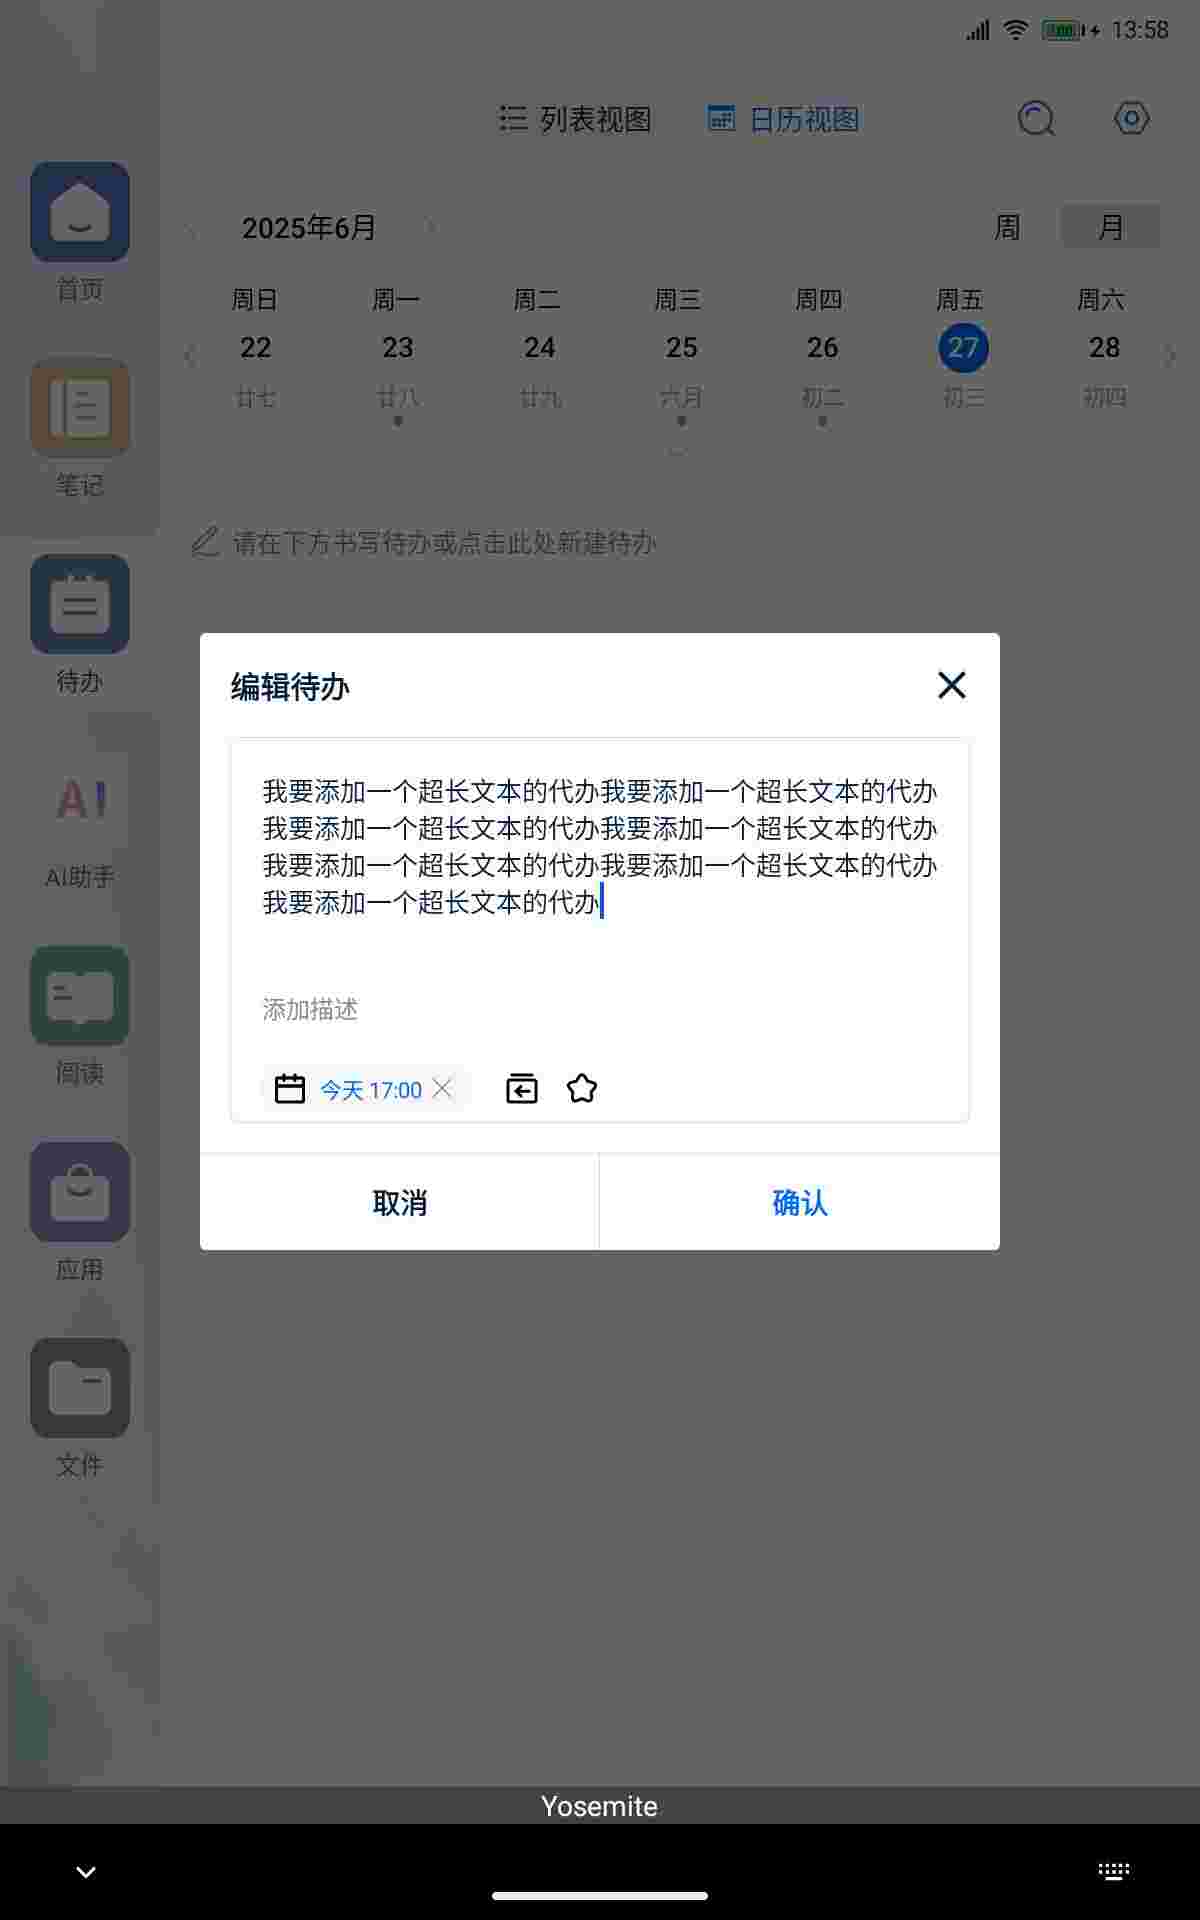 13:58
列表视图 日历视图
2025年6月 周 月
周日 周一 周二 周三 周四 周五 周六
22 23 24 25 26 27 28
廿七 廿八 廿九 六月 初二 初三 初四
请在下方书写待办或点击此处新建待办
首页
笔记
待办
AI
AI助手
阅读
应用
文件
编辑待办
我要添加一个超长文本的代办我要添加一个超长文本的代办
我要添加一个超长文本的代办我要添加一个超长文本的代办
我要添加一个超长文本的代办我要添加一个超长文本的代办
我要添加一个超长文本的代办
添加描述
今天 17:00
取消 确认
Yosemite